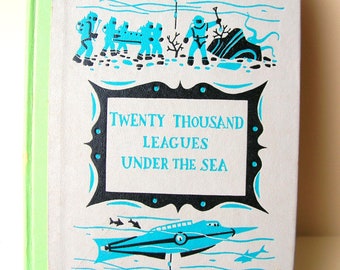 TWENTY THOUSAND
LEAGUES
UNDER THE SEA